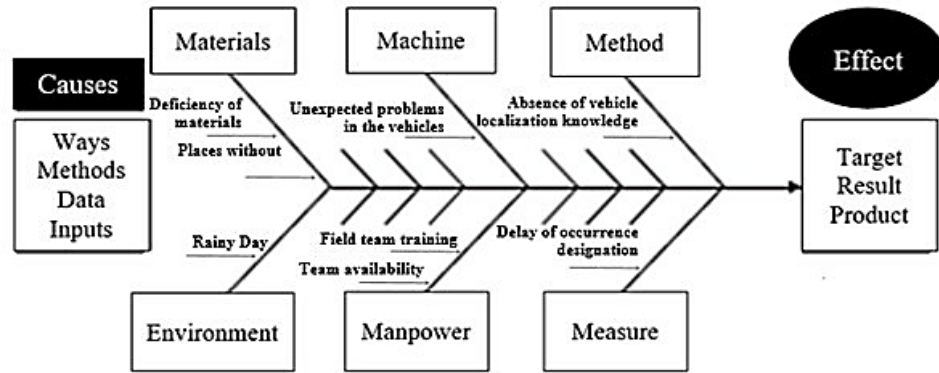 Materials
Machine
Method
Effect
Causes
Deficiency of
materials
Places without
Unexpected problems
in the vehicles
Absence of vehicle
localization knowledge
Ways
Methods
Data
Inputs
Target
Result
Product
Rainy Day
Field team training
Team availability
Delay of occurrence
designation
Environment
Manpower
Measure